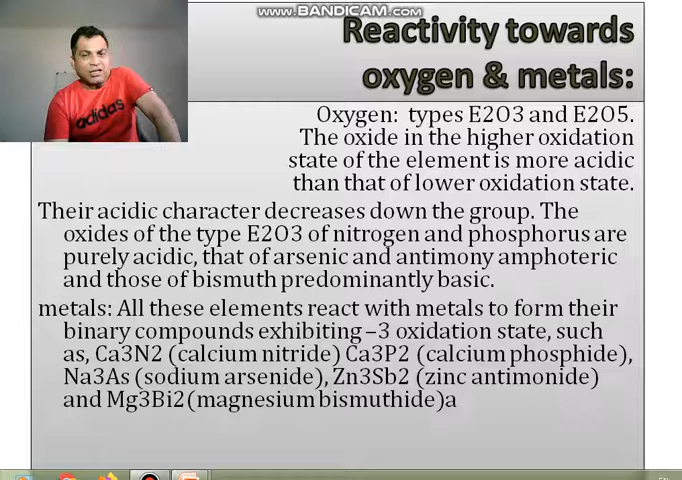 WWW.BANDICAM.COM
Reactivity towards
oxygen & metals:
adidas
Oxygen: types E2O3 and E2O5.
The oxide in the higher oxidation
state of the element is more acidic
than that of lower oxidation state.
Their acidic character decreases down the group. The
oxides of the type E2O3 of nitrogen and phosphorus are
purely acidic, that of arsenic and antimony amphoteric
and those of bismuth predominantly basic.
metals: All these elements react with metals to form their
binary compounds exhibiting –3 oxidation state, such
as, Ca3N2 (calcium nitride) Ca3P2 (calcium phosphide),
Na3As (sodium arsenide), Zn3Sb2 (zinc antimonide)
and Mg3Bi2(magnesium bismuthide)a